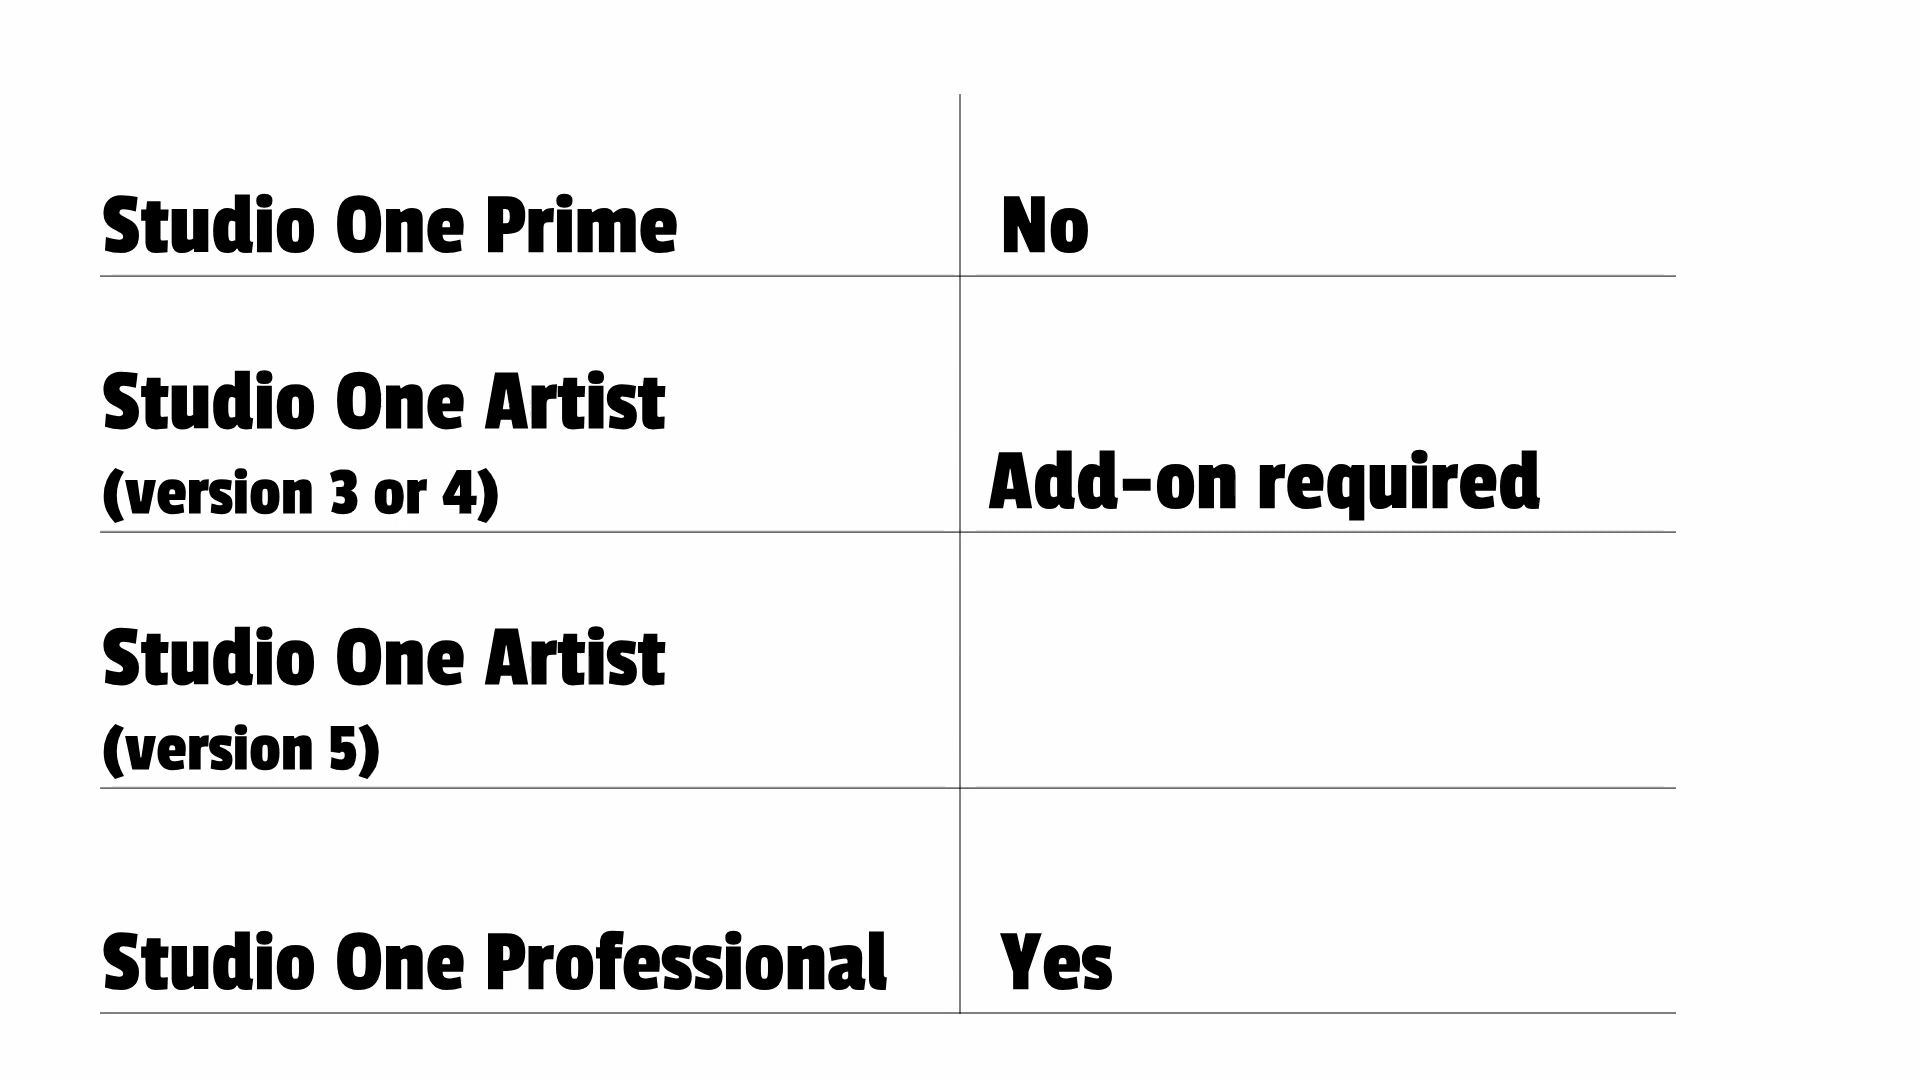 Studio One Prime
No
Studio One Artist
(version 3 or 4)
Add-on required
Studio One Artist
(version 5)
Studio One Professional
Yes